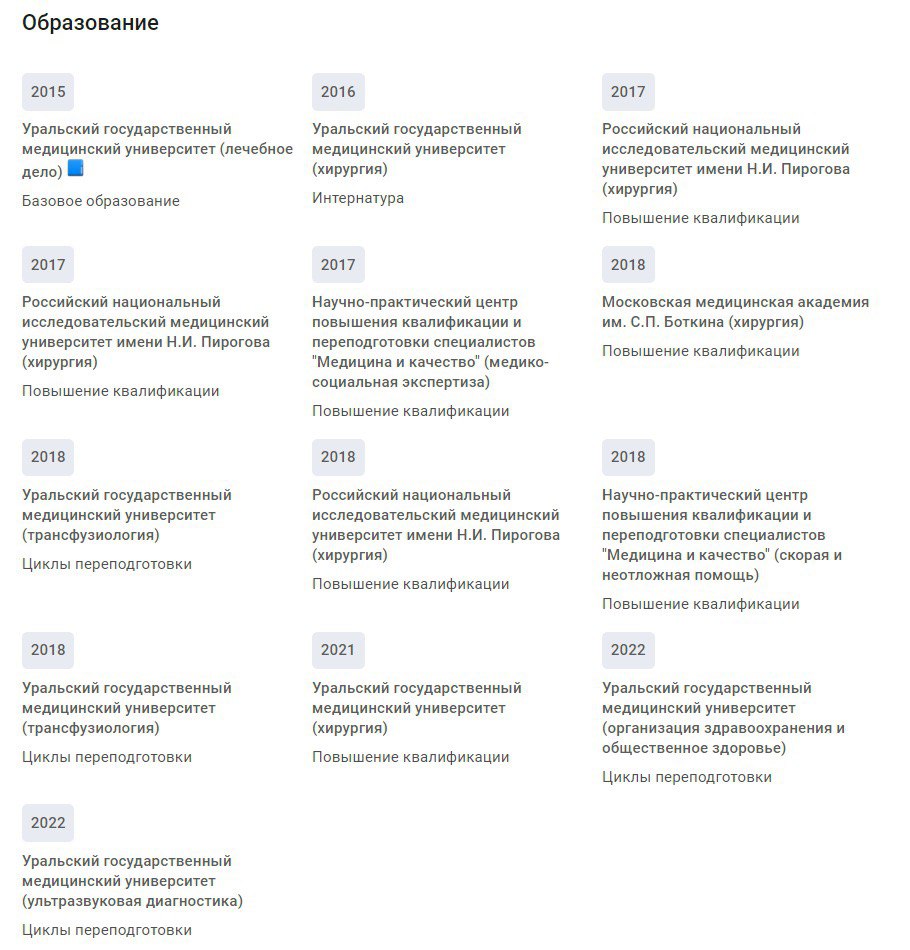 Образование
2015
Уральский государственный
медицинский университет (лечебное
дело)
Базовое образование
2016
Уральский государственный
медицинский университет
(хирургия)
Интернатура
2017
Российский национальный
исследовательский медицинский
университет имени Н.И. Пирогова
(хирургия)
Повышение квалификации
2017
Российский национальный
исследовательский медицинский
университет имени Н.И. Пирогова
(хирургия)
Повышение квалификации
2017
Научно-практический центр
повышения квалификации и
переподготовки специалистов
"Медицина и качество" (медико-
социальная экспертиза)
Повышение квалификации
2018
Московская медицинская академия
им. С.П. Боткина (хирургия)
Повышение квалификации
2018
Уральский государственный
медицинский университет
(трансфузиология)
Циклы переподготовки
2018
Российский национальный
исследовательский медицинский
университет имени Н.И. Пирогова
(хирургия)
Повышение квалификации
2018
Научно-практический центр
повышения квалификации и
переподготовки специалистов
"Медицина и качество" (скорая и
неотложная помощь)
Повышение квалификации
2018
Уральский государственный
медицинский университет
(трансфузиология)
Циклы переподготовки
2021
Уральский государственный
медицинский университет
(хирургия)
Повышение квалификации
2022
Уральский государственный
медицинский университет
(организация здравоохранения и
общественное здоровье)
Циклы переподготовки
2022
Уральский государственный
медицинский университет
(ультразвуковая диагностика)
Циклы переподготовки